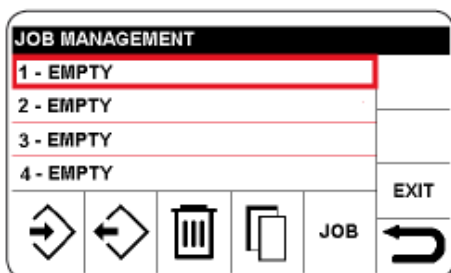 JOB MANAGEMENT
1 - EMPTY
2 - EMPTY
3 - EMPTY
4 - EMPTY
EXIT
JOB